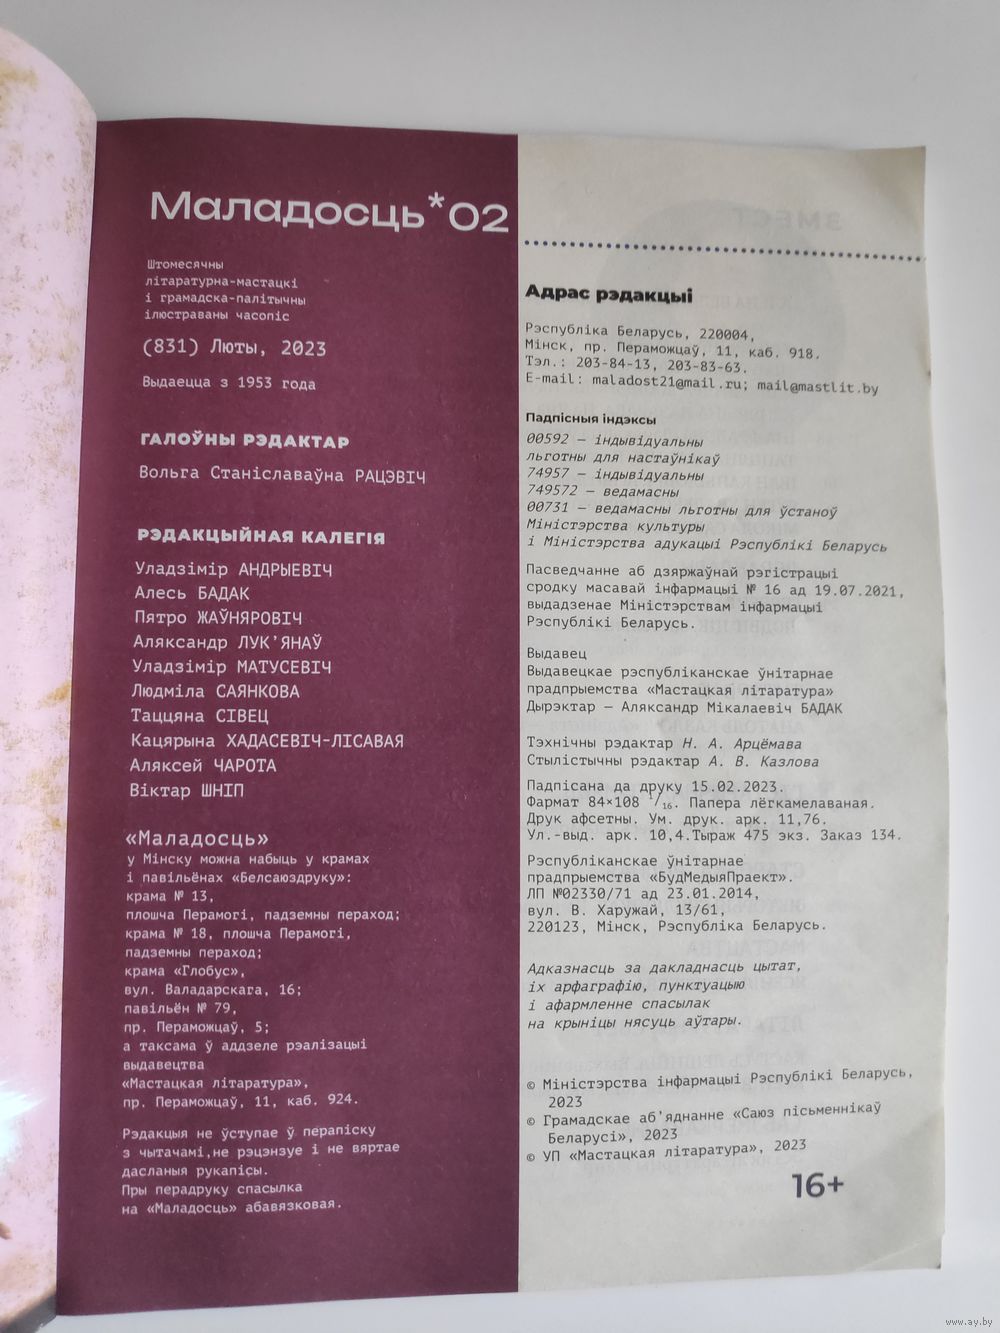 Маладосць*02
Штомесячны
літаратурна-мастацкі
і грамадска-палітычны
ілюстраваны часопіс
(831) Люты, 2023
Выдаецца з 1953 года
ГАЛОЎНЫ РЭДАКТАР
Вольга Станіславаўна РАЦЭВІЧ
РЭДАКЦЫЙНАЯ КАЛЕГІЯ
Уладзімір АНДРЫЕВІЧ
Алесь БАДАК
Пятро ЖАЎНЯРОВІЧ
Аляксандр ЛУК'ЯНАЎ
Уладзімір МАТУСЕВІЧ
Людміла САЯНКОВА
Таццяна СІВЕЦ
Кацярына ХАДАСЕВІЧ-ЛІСАВАЯ
Аляксей ЧАРОТА
Віктар ШНІП
«Маладосць»
у Мінску можна набыць у крамах
і павільёнах «Белсаюздруку»:
крама № 13,
плошча Перамогі, падземны пераход;
крама № 18, плошча Перамогі,
падземны пераход;
крама «Глобус»,
вул. Валадарскага, 16;
павільён № 79,
пр. Пераможцаў, 5;
а таксама ў аддзеле рэалізацыі
выдавецтва
«Мастацкая літаратура»,
пр. Пераможцаў, 11, каб. 924.
Рэдакцыя не ўступае ў перапіску
з чытачамі,не рэцэнзуе і не вяртае
дасланыя рукапісы.
Пры перадруку спасылка
на «Маладосць» абавязковая.
Адрас рэдакцыі
Рэспубліка Беларусь, 220004,
Мінск, пр. Пераможцаў, 11, каб. 918.
Тэл.: 203-84-13, 203-83-63.
E-mail: maladost21@mail.ru; mail@mastlit.by
Падпісныя індэксы
00592 — індывідуальны
льготны для настаўнікаў
74957 — індывідуальны
749572 — ведамасны
00731 — ведамасны льготны для ўстаноў
Міністэрства культуры
і Міністэрства адукацыі Рэспублікі Беларусь
Пасведчанне аб дзяржаўнай рэгістрацыі
сродку масавай інфармацыі № 16 ад 19.07.2021,
выдадзенае Міністэрствам інфармацыі
Рэспублікі Беларусь.
Выдавец
Выдавецкае рэспубліканскае ўнітарнае
прадпрыемства «Мастацкая літаратура»
Дырэктар — Аляксандр Мікалаевіч БАДАК
Тэхнічны рэдактар Н. А. Арцёмава
Стылістычны рэдактар А. В. Казлова
Падпісана да друку 15.02.2023.
Фармат 84×108 1/16. Папера лёгкамелаваная.
Друк афсетны. Ум. друк. арк. 11,76.
Ул.-выд. арк. 10,4.Тыраж 475 экз. Заказ 134.
Рэспубліканскае ўнітарнае
прадпрыемства «БудМедыяПраект».
ЛП №02330/71 ад 23.01.2014,
вул. В. Харужай, 13/61,
220123, Мінск, Рэспубліка Беларусь.
Адказнасць за дакладнасць цытат,
іх арфаграфію, пунктуацыю
і афармленне спасылак
на крыніцы нясуць аўтары.
© Міністэрства інфармацыі Рэспублікі Беларусь,
2023
© Грамадскае аб'яднанне «Саюз пісьменнікаў
Беларусі», 2023
© УП «Мастацкая літаратура», 2023
16+
www.ay.by